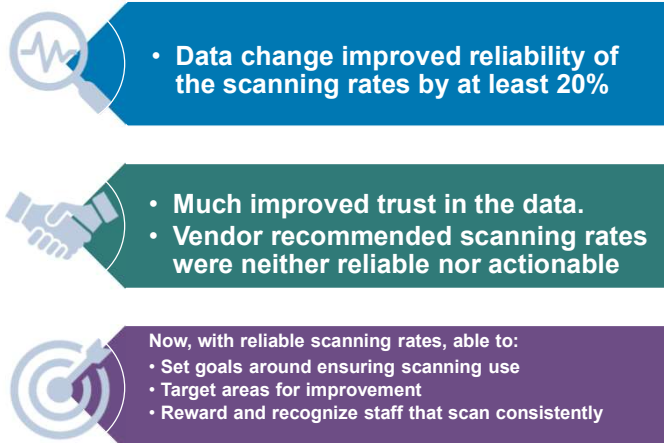 • Data change improved reliability of
the scanning rates by at least 20%
• Much improved trust in the data.
• Vendor recommended scanning rates
were neither reliable nor actionable
Now, with reliable scanning rates, able to:
• Set goals around ensuring scanning use
• Target areas for improvement
• Reward and recognize staff that scan consistently